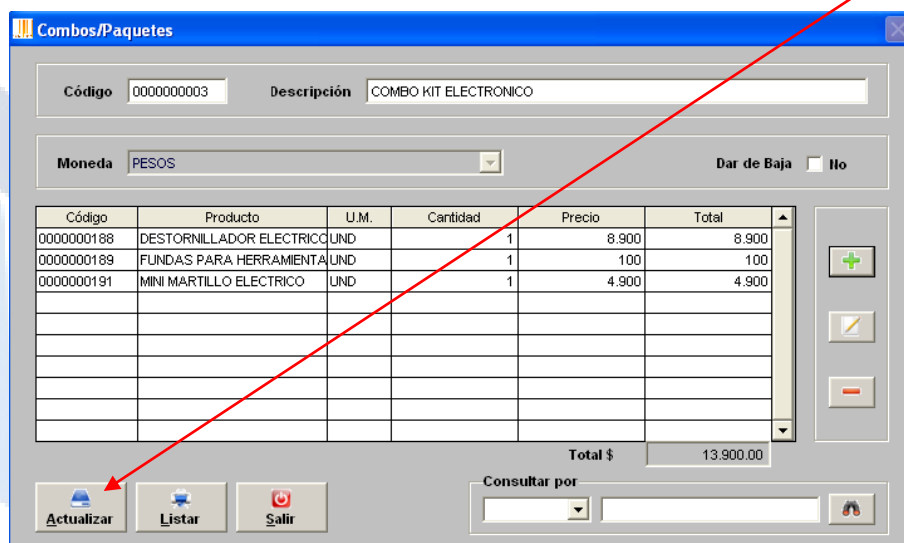 Combos/Paquetes
Código 0000000003 Descripción COMBO KIT ELECTRONICO
Moneda PESOS Dar de Baja No
Código Producto U.M. Cantidad Precio Total
0000000188 DESTORNILLADOR ELECTRICO UND 1 8.900 8.900
0000000189 FUNDAS PARA HERRAMIENTA UND 1 100 100
0000000191 MINI MARTILLO ELECTRICO UND 1 4.900 4.900
Total $ 13.900.00
Consultar por
Actualizar Listar Salir